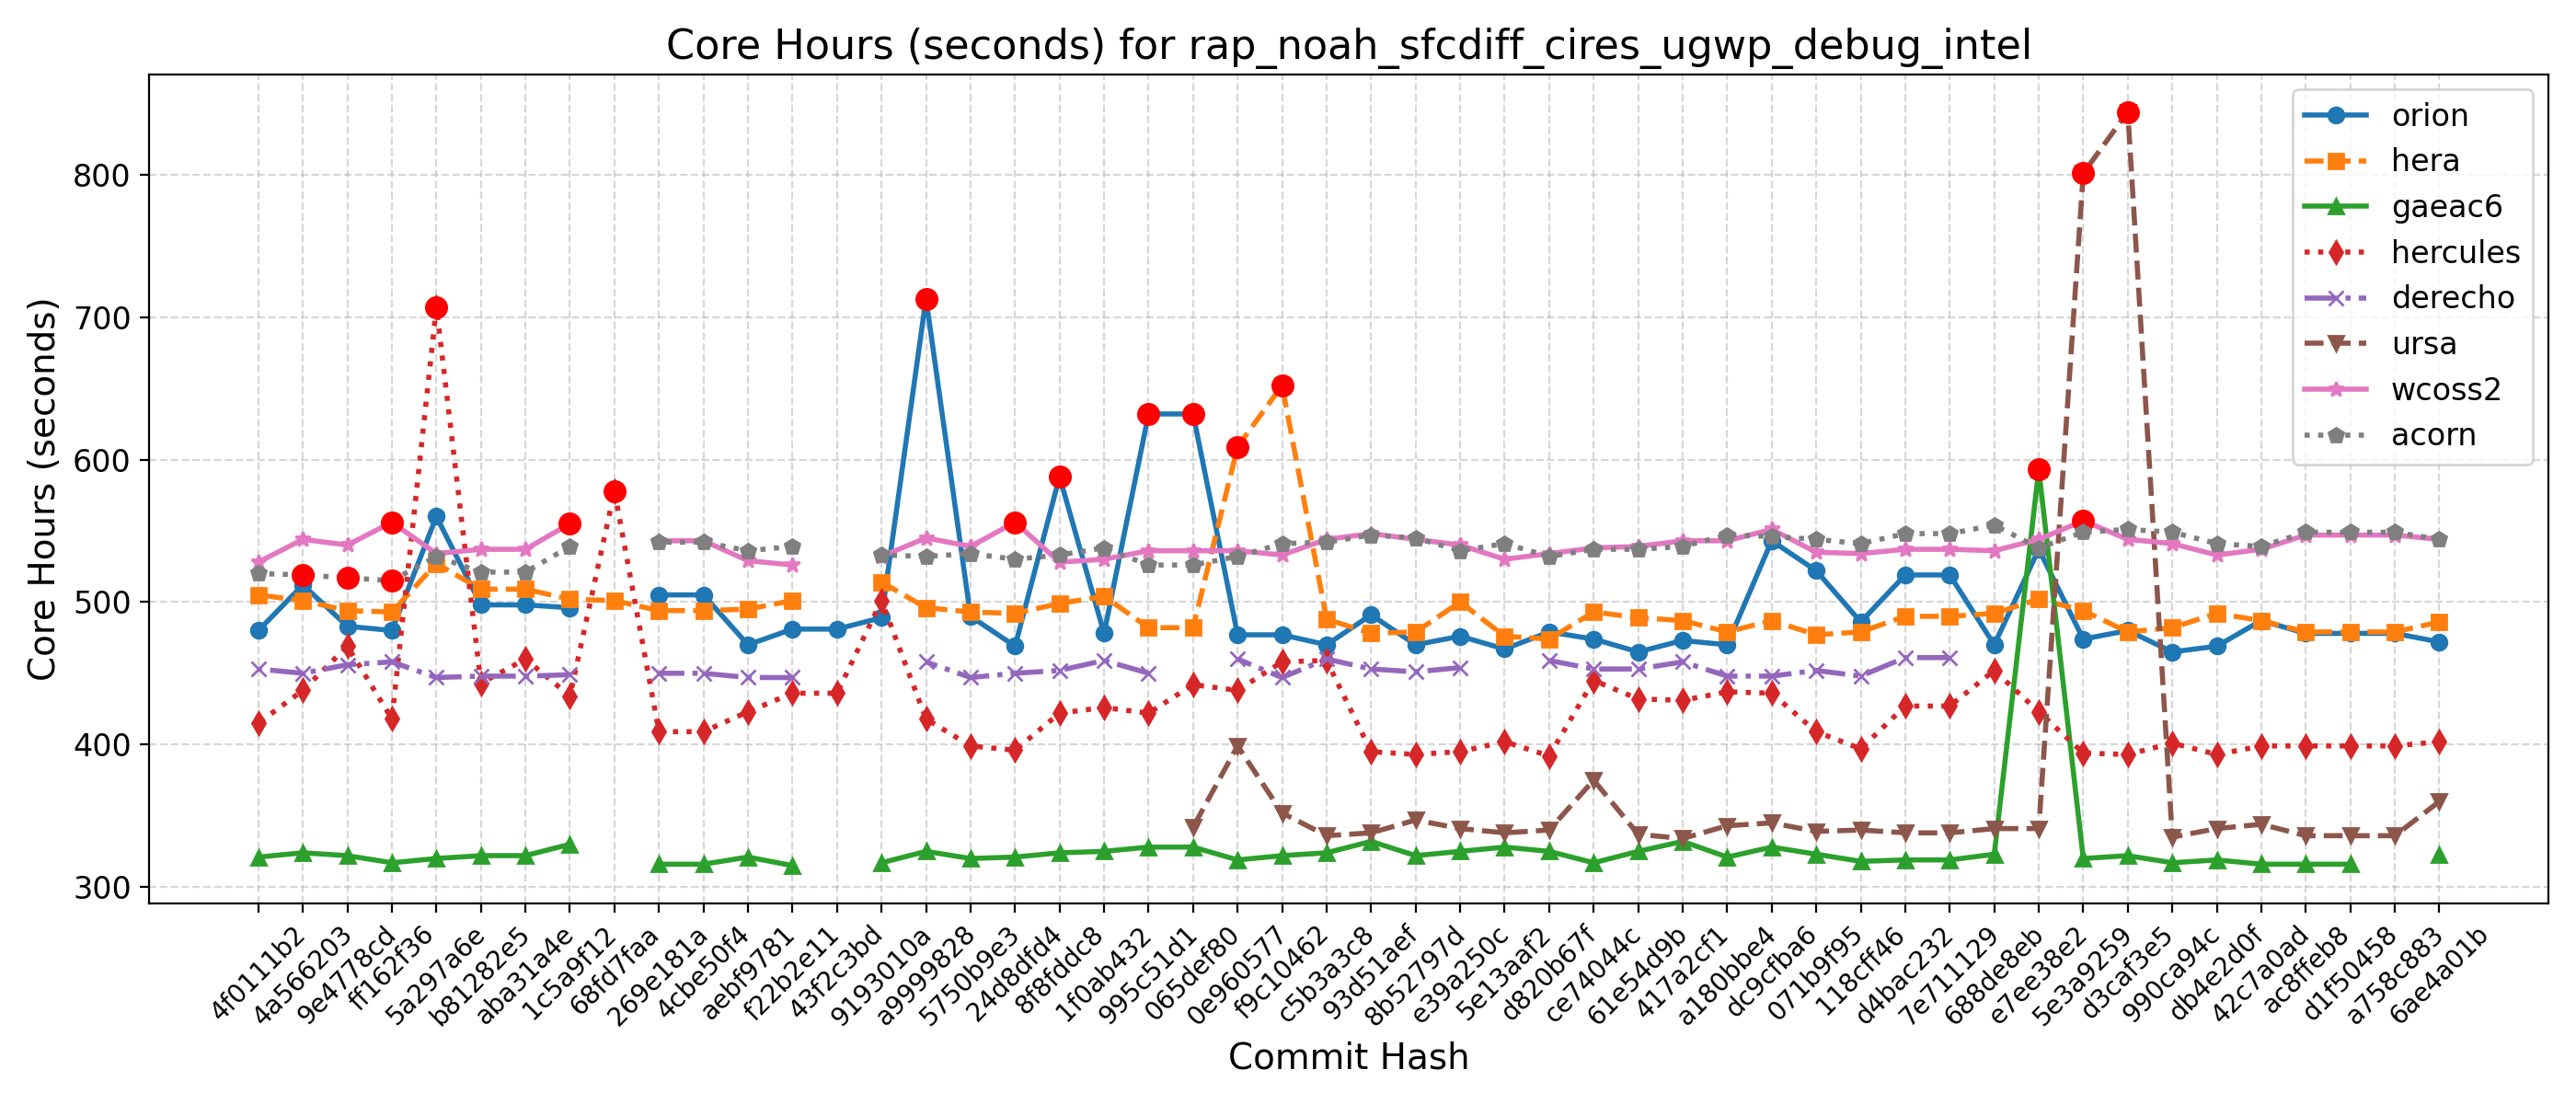 Core Hours (seconds) for rap_noah_sfcdiff_cires_ugwp_debug_intel
Core Hours (seconds)
800
700
600
500
400
300
orion
hera
gaeac6
hercules
derecho
ursa
wcoss2
acorn
4f0111b2
4a566203
9e4778cd
ff162f36
5a297a6e
b81282e5
aba31a4e
1c5a9f12
68fd7faa
269e181a
4cbe50f4
aebf9781
f22b2e11
43f2c3bd
9193010a
a9999828
5750b9e3
24d8dfd4
8f8fddc8
1f0ab432
995c51d1
065def80
0e960577
f9c10462
c5b3a3c8
93d51aef
8b52797d
e39a250c
5e13aaf2
d820b67f
ce74044c
61e54d9b
417a2cf1
a180bbe4
dc9cfba6
071b9f95
118cff46
d4bac232
7e711129
688de8eb
e7ee38e2
5e3a9259
d3caf3e5
990ca94c
db4e2d0f
42c7a0ad
ac8ffeb8
d1f50458
a758c883
6ae4a01b
Commit Hash